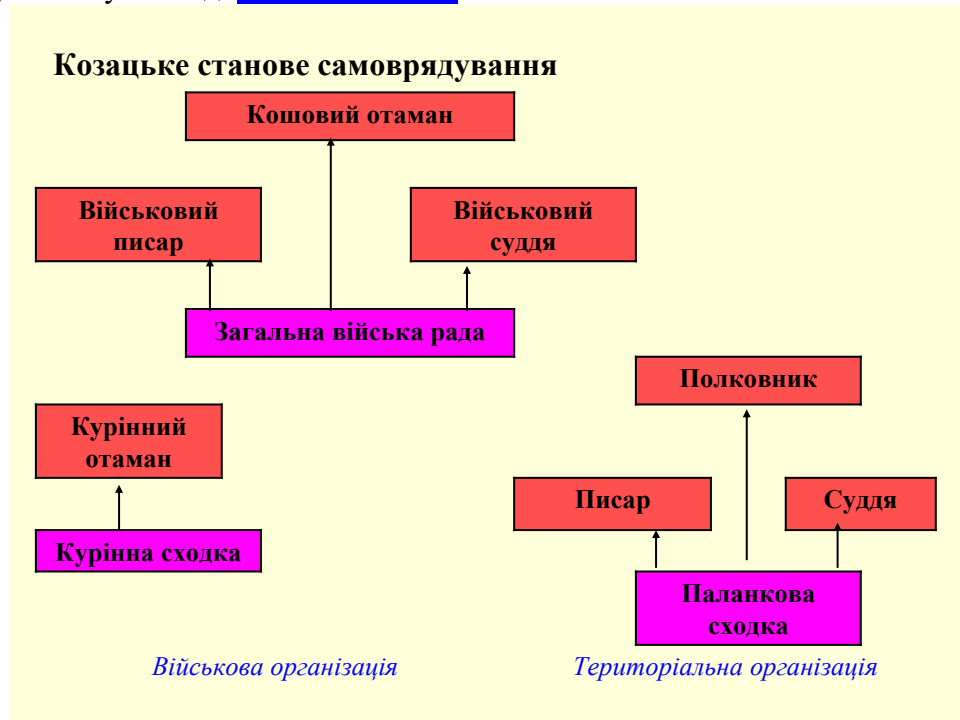 Козацьке станове самоврядування
Кошовий отаман
Військовий
писар
Військовий
суддя
Загальна війська рада
Полковник
Курінний
отаман
Писар
Суддя
Курінна сходка
Паланкова
сходка
Військова організація
Територіальна організація